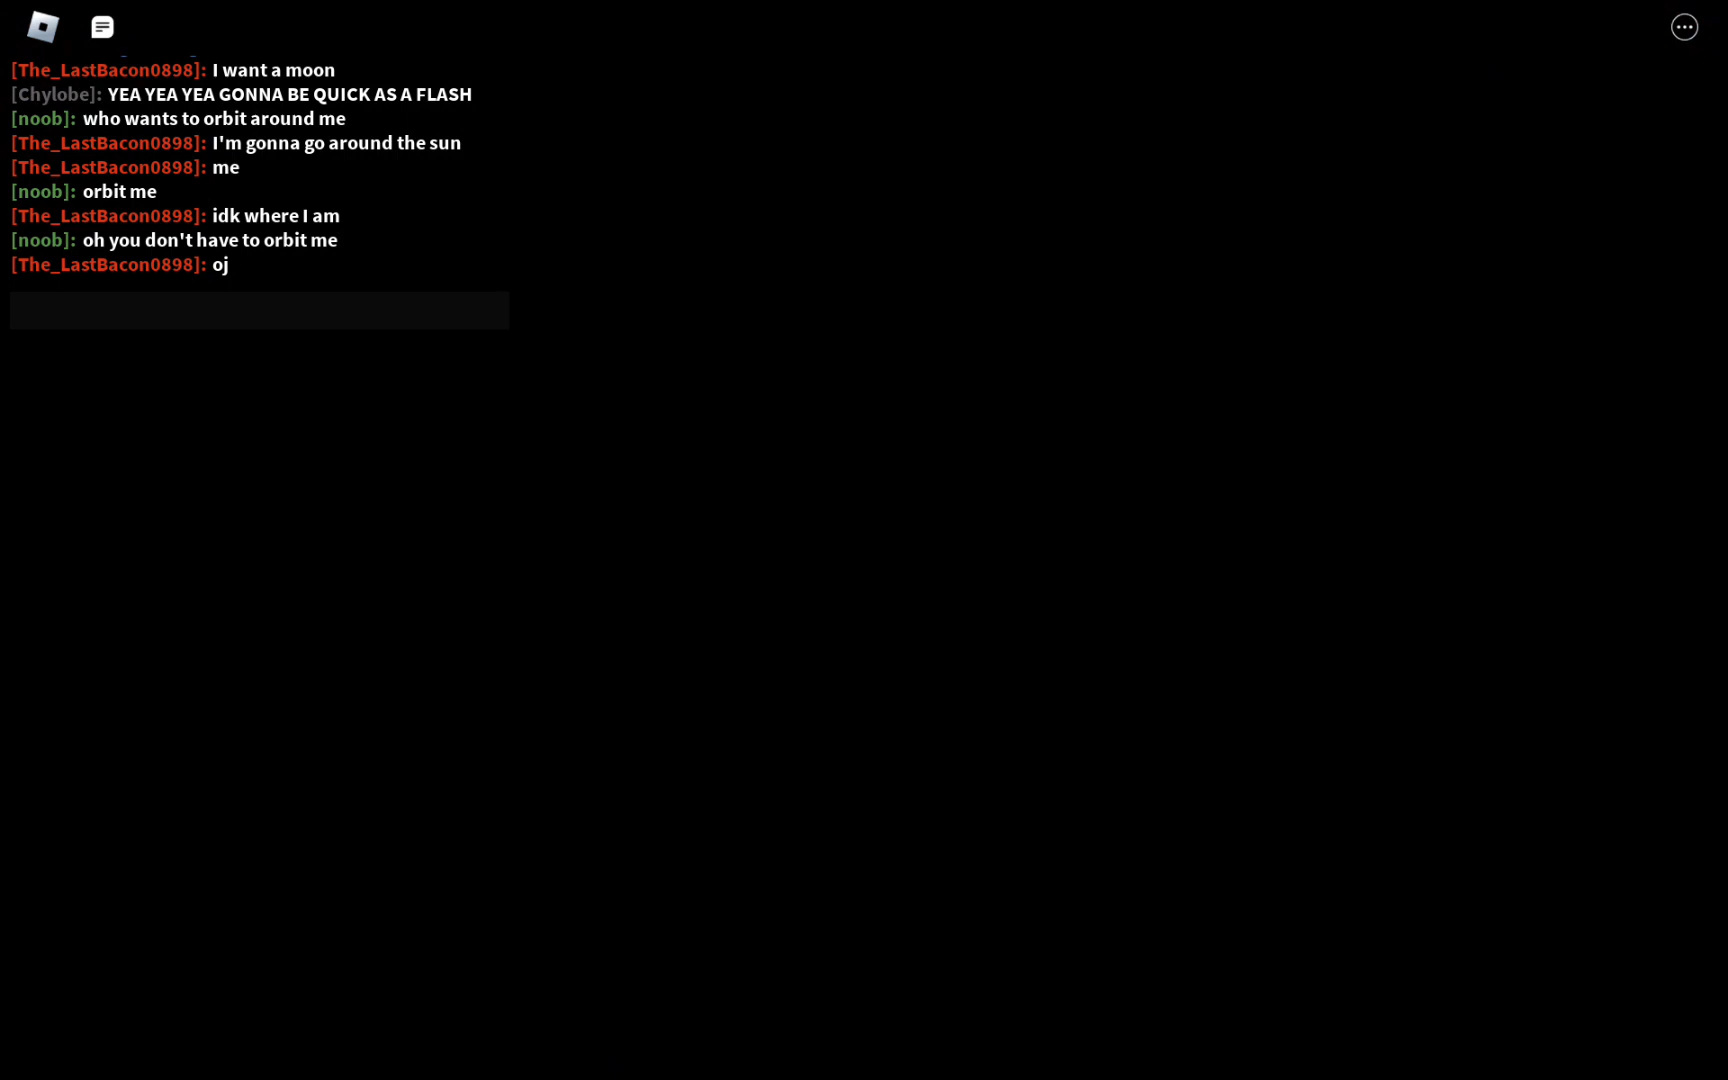 [The_LastBacon0898]: I want a moon
[Chylobe]: YEA YEA YEA GONNA BE QUICK AS A FLASH
[noob]: who wants to orbit around me
[The_LastBacon0898]: I'm gonna go around the sun
[The_LastBacon0898]: me
[noob]: orbit me
[The_LastBacon0898]: idk where I am
[noob]: oh you don't have to orbit me
[The_LastBacon0898]: oj